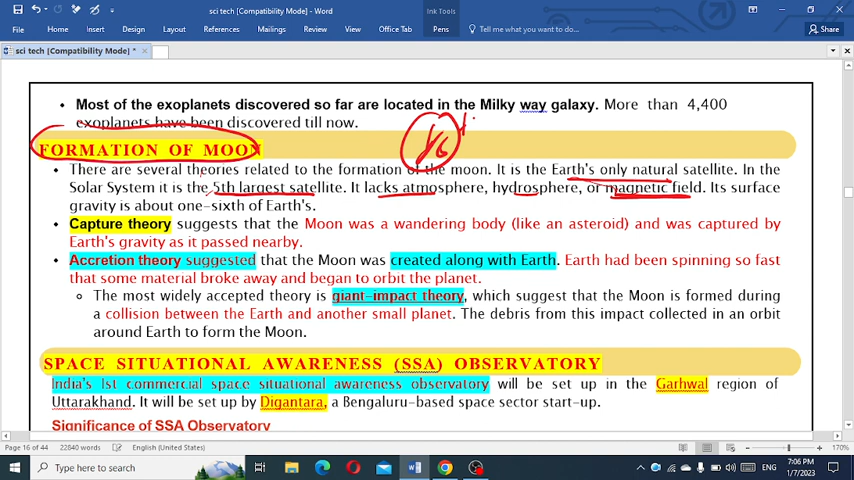 sci tech [Compatibility Mode] - Word
Ink Tools
File Home Insert Draw Layout References Mailings Review View Office Tab Pens Tell me what you want to do... Share
sci tech [Compatibility Mode] *
• Most of the exoplanets discovered so far are located in the Milky way galaxy. More than 4,400
exoplanets have been discovered till now.
FORMATION OF MOON
1/6
• There are several theories related to the formation of the moon. It is the Earth's only natural satellite. In the
Solar System it is the 5th largest satellite. It lacks atmosphere, hydrosphere, or magnetic field. Its surface
gravity is about one-sixth of Earth's.
• Capture theory suggests that the Moon was a wandering body (like an asteroid) and was captured by
Earth's gravity as it passed nearby.
• Accretion theory suggested that the Moon was created along with Earth. Earth had been spinning so fast
that some material broke away and began to orbit the planet.
○ The most widely accepted theory is giant-impact theory, which suggest that the Moon is formed during
a collision between the Earth and another small planet. The debris from this impact collected in an orbit
around Earth to form the Moon.
SPACE SITUATIONAL AWARENESS (SSA) OBSERVATORY
India's 1st commercial space situational awareness observatory will be set up in the Garhwal region of
Uttarakhand. It will be set up by Digantara, a Bengaluru-based space sector start-up.
Significance of SSA Observatory
Page 16 of 44 22840 words English (United States) 170%
Type here to search ENG 7:06 PM
1/7/2023